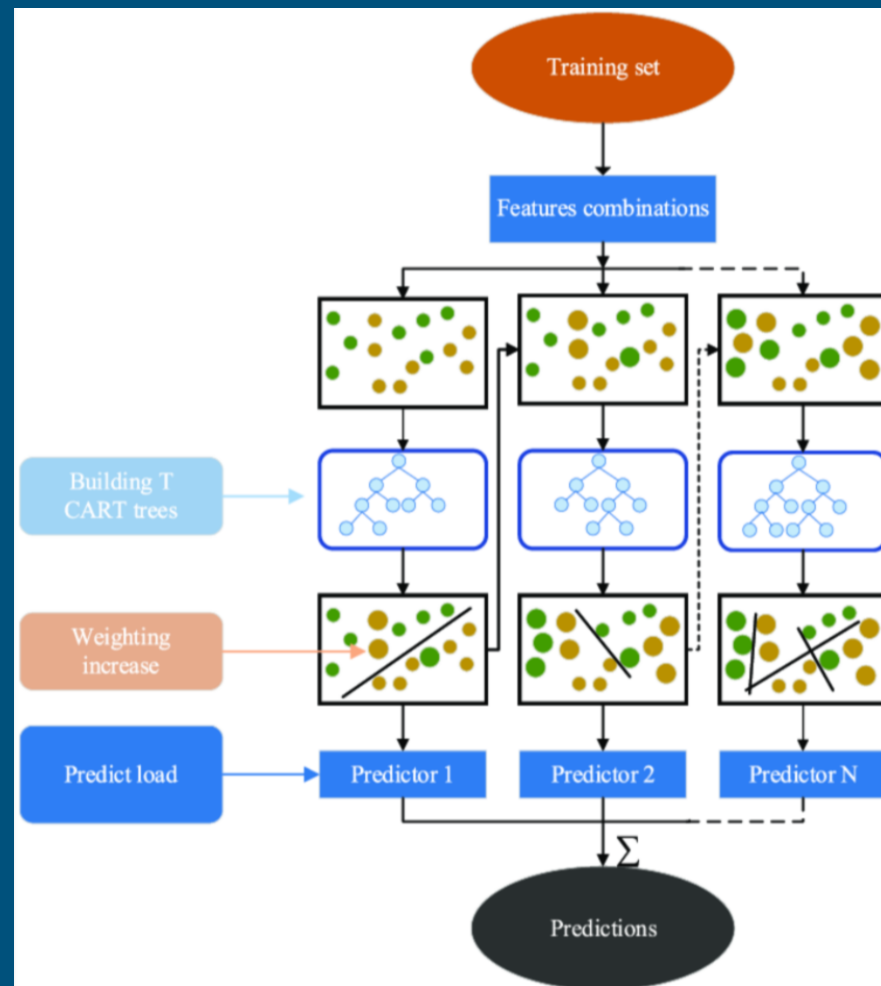 Training set
Features combinations
Building T
CART trees
Weighting
increase
Predict load
Predictor 1
Predictor 2
Predictor N
Σ
Predictions